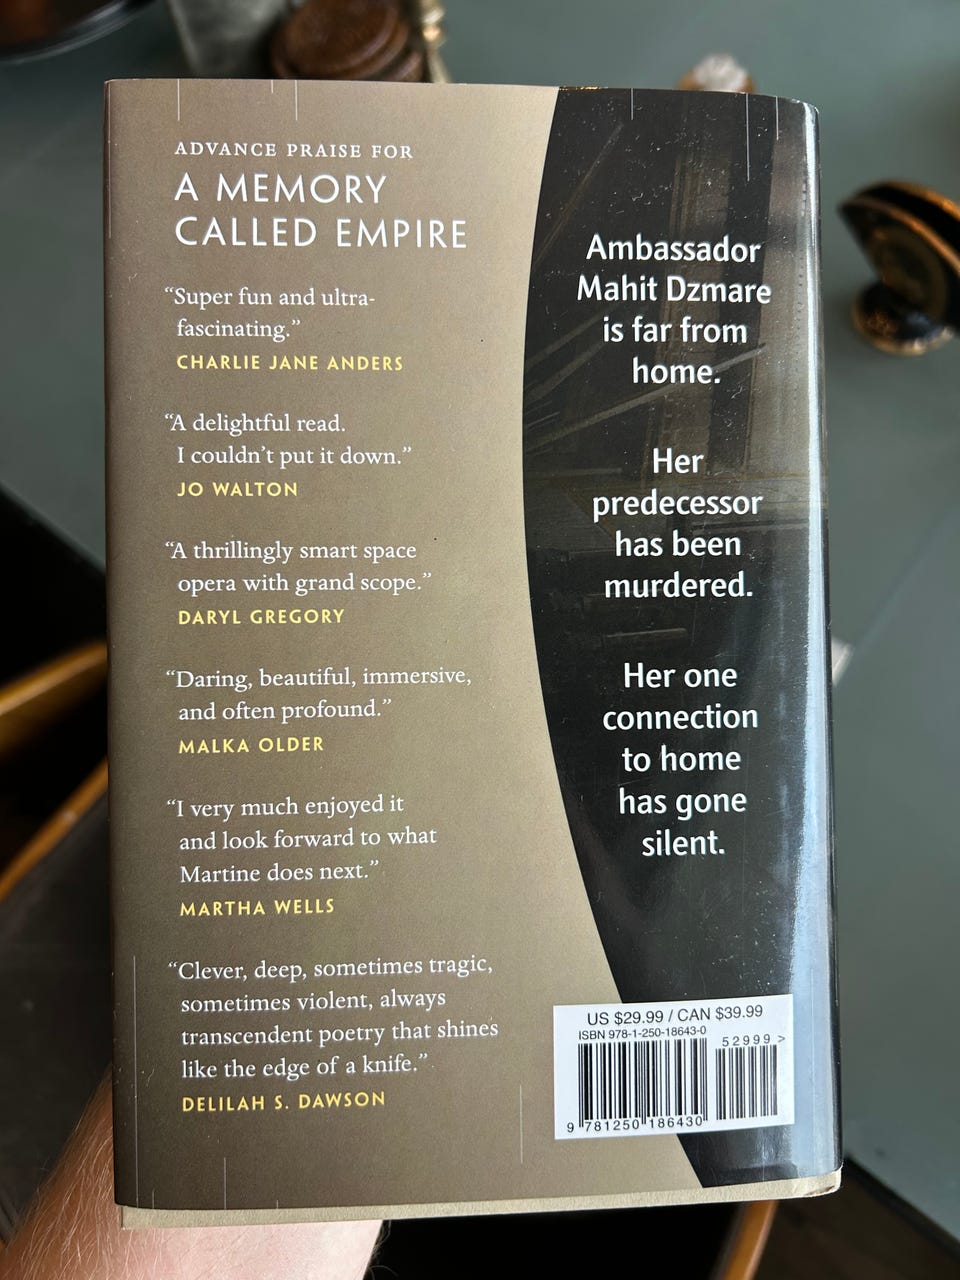 ADVANCE PRAISE FOR
A MEMORY
CALLED EMPIRE
“Super fun and ultra-
fascinating.”
CHARLIE JANE ANDERS
“A delightful read.
I couldn’t put it down.”
JO WALTON
“A thrillingly smart space
opera with grand scope.”
DARYL GREGORY
“Daring, beautiful, immersive,
and often profound.”
MALKA OLDER
“I very much enjoyed it
and look forward to what
Martine does next.”
MARTHA WELLS
“Clever, deep, sometimes tragic,
sometimes violent, always
transcendent poetry that shines
like the edge of a knife.”
DELILAH S. DAWSON
Ambassador
Mahit Dzmare
is far from
home.
Her
predecessor
has been
murdered.
Her one
connection
to home
has gone
silent.
US $29.99 / CAN $39.99
ISBN 978-1-250-18643-0
52999 >
9 781250 186430